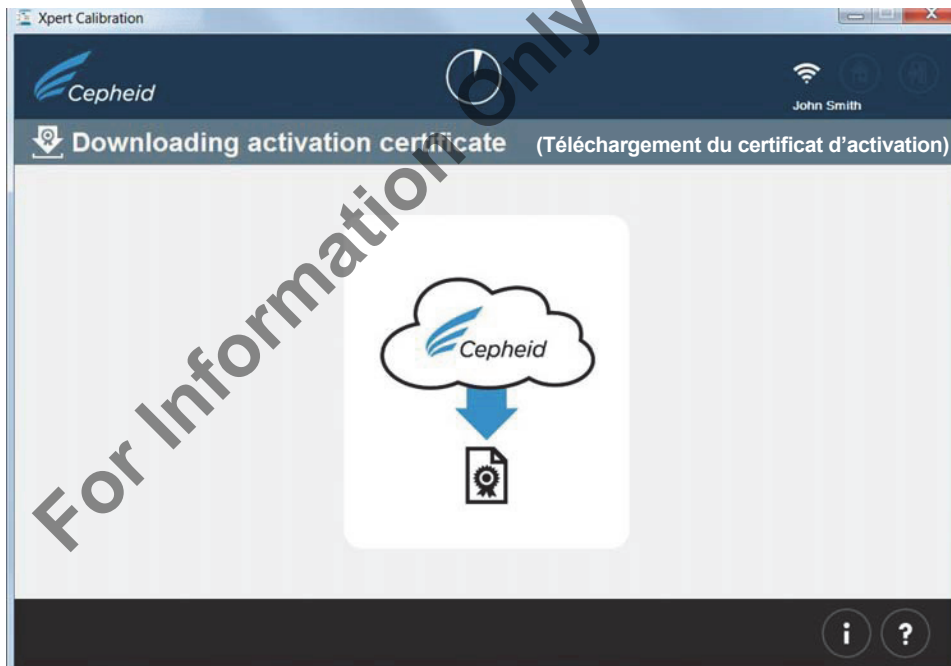 Xpert Calibration
Cepheid
John Smith
Downloading activation certificate (Téléchargement du certificat d’activation)
Cepheid
For Information Only
i ?